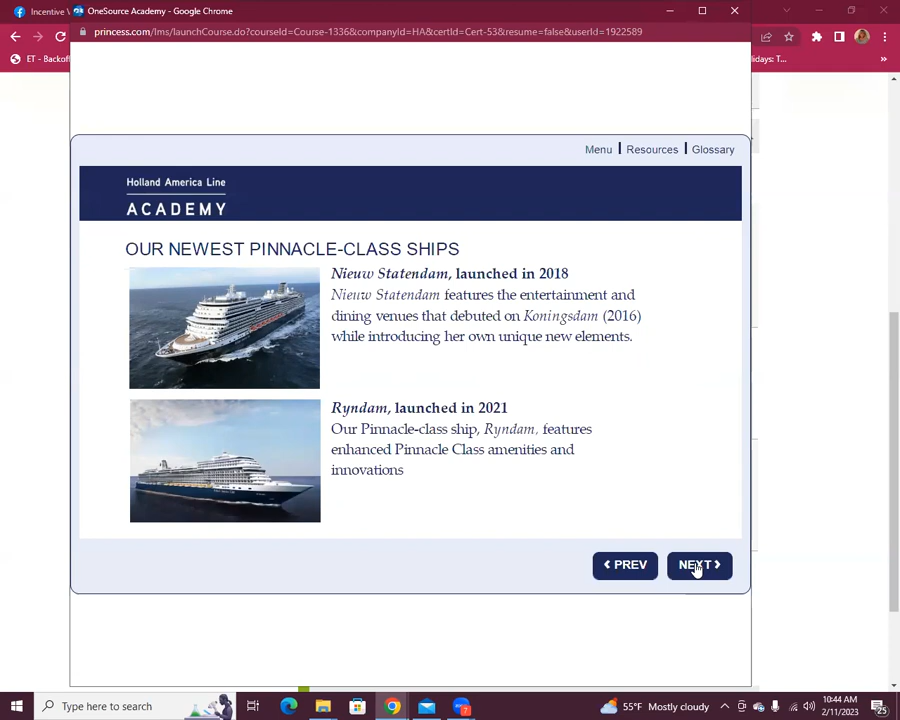 Incentive
OneSource Academy - Google Chrome
princess.com/lms/launchCourse.do?courseId=Course-1336&companyId=HA&certId=Cert-53&resume=false&userId=1922589
ET - Backoff
lidays: T...
Menu | Resources | Glossary
Holland America Line
ACADEMY
OUR NEWEST PINNACLE-CLASS SHIPS
Nieuw Statendam, launched in 2018
Nieuw Statendam features the entertainment and
dining venues that debuted on Koningsdam (2016)
while introducing her own unique new elements.
Ryndam, launched in 2021
Our Pinnacle-class ship, Ryndam, features
enhanced Pinnacle Class amenities and
innovations
PREV
NEXT
Type here to search
55°F Mostly cloudy
10:44 AM
2/11/2023
25